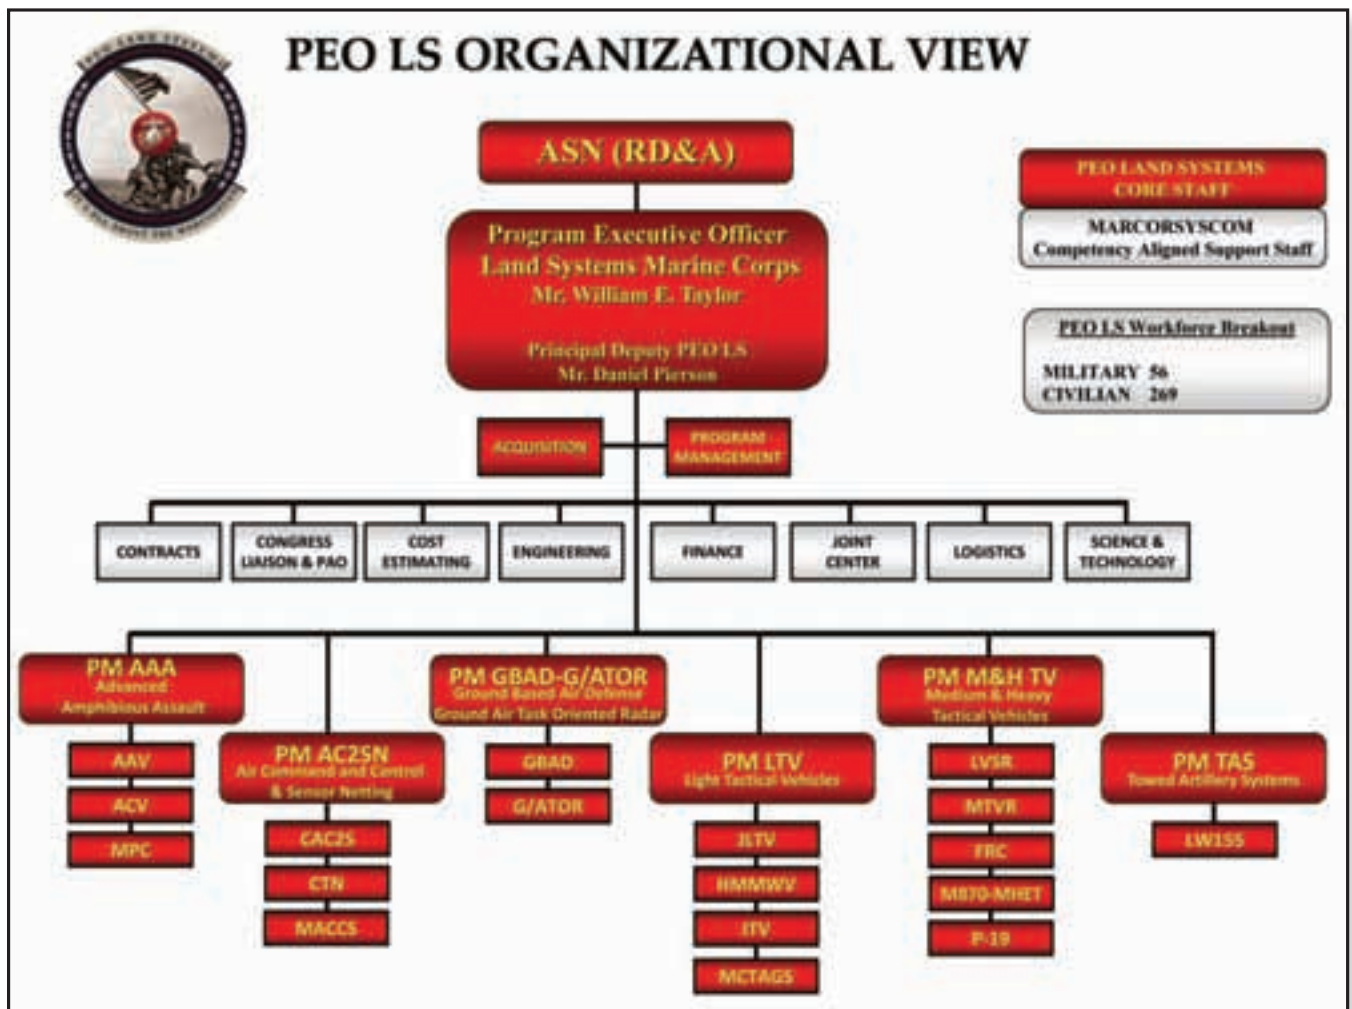 PEO LS ORGANIZATIONAL VIEW
PEO LAND SYSTEMS
ASN (RD&A)
Program Executive Officer
Land Systems Marine Corps
Mr. William E. Taylor
Principal Deputy PEO LS
Mr. Daniel Pierson
PEO LAND SYSTEMS
CORE STAFF
MARCORSYSCOM
Competency Aligned Support Staff
PEO LS Workforce Breakout
MILITARY 56
CIVILIAN 269
ACQUISITION
PROGRAM
MANAGEMENT
CONTRACTS
CONGRESS
LIAISON & PAO
COST
ESTIMATING
ENGINEERING
FINANCE
JOINT
CENTER
LOGISTICS
SCIENCE &
TECHNOLOGY
PM AAA
Advanced
Amphibious Assault
AAV
ACV
MPC
PM AC2SN
Air Command and Control
& Sensor Netting
CAC2S
CTN
MACCS
PM GBAD-G/ATOR
Ground Based Air Defense
Ground Air Task Oriented Radar
GBAD
G/ATOR
PM LTV
Light Tactical Vehicles
JLTV
HMMWV
ITV
MCTAGS
PM M&H TV
Medium & Heavy
Tactical Vehicles
LVSR
MTVR
FRC
M870-MHET
P-19
PM TAS
Towed Artillery Systems
LW155